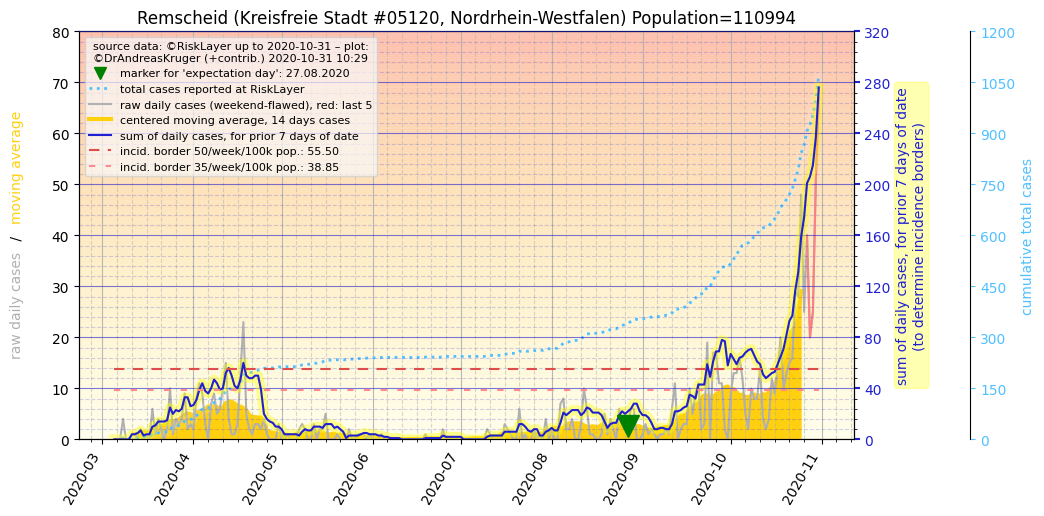 Remscheid (Kreisfreie Stadt #05120, Nordrhein-Westfalen) Population=110994
source data: ©RiskLayer up to 2020-10-31 – plot:
©DrAndreasKruger (+contrib.) 2020-10-31 10:29
marker for 'expectation day': 27.08.2020
total cases reported at RiskLayer
raw daily cases (weekend-flawed), red: last 5
centered moving average, 14 days cases
sum of daily cases, for prior 7 days of date
incid. border 50/week/100k pop.: 55.50
incid. border 35/week/100k pop.: 38.85
raw daily cases / moving average
80
70
60
50
40
30
20
10
0
320
280
240
200
160
120
80
40
0
sum of daily cases, for prior 7 days of date
(to determine incidence borders)
1200
1050
900
750
600
450
300
150
0
cumulative total cases
2020-03
2020-04
2020-05
2020-06
2020-07
2020-08
2020-09
2020-10
2020-11